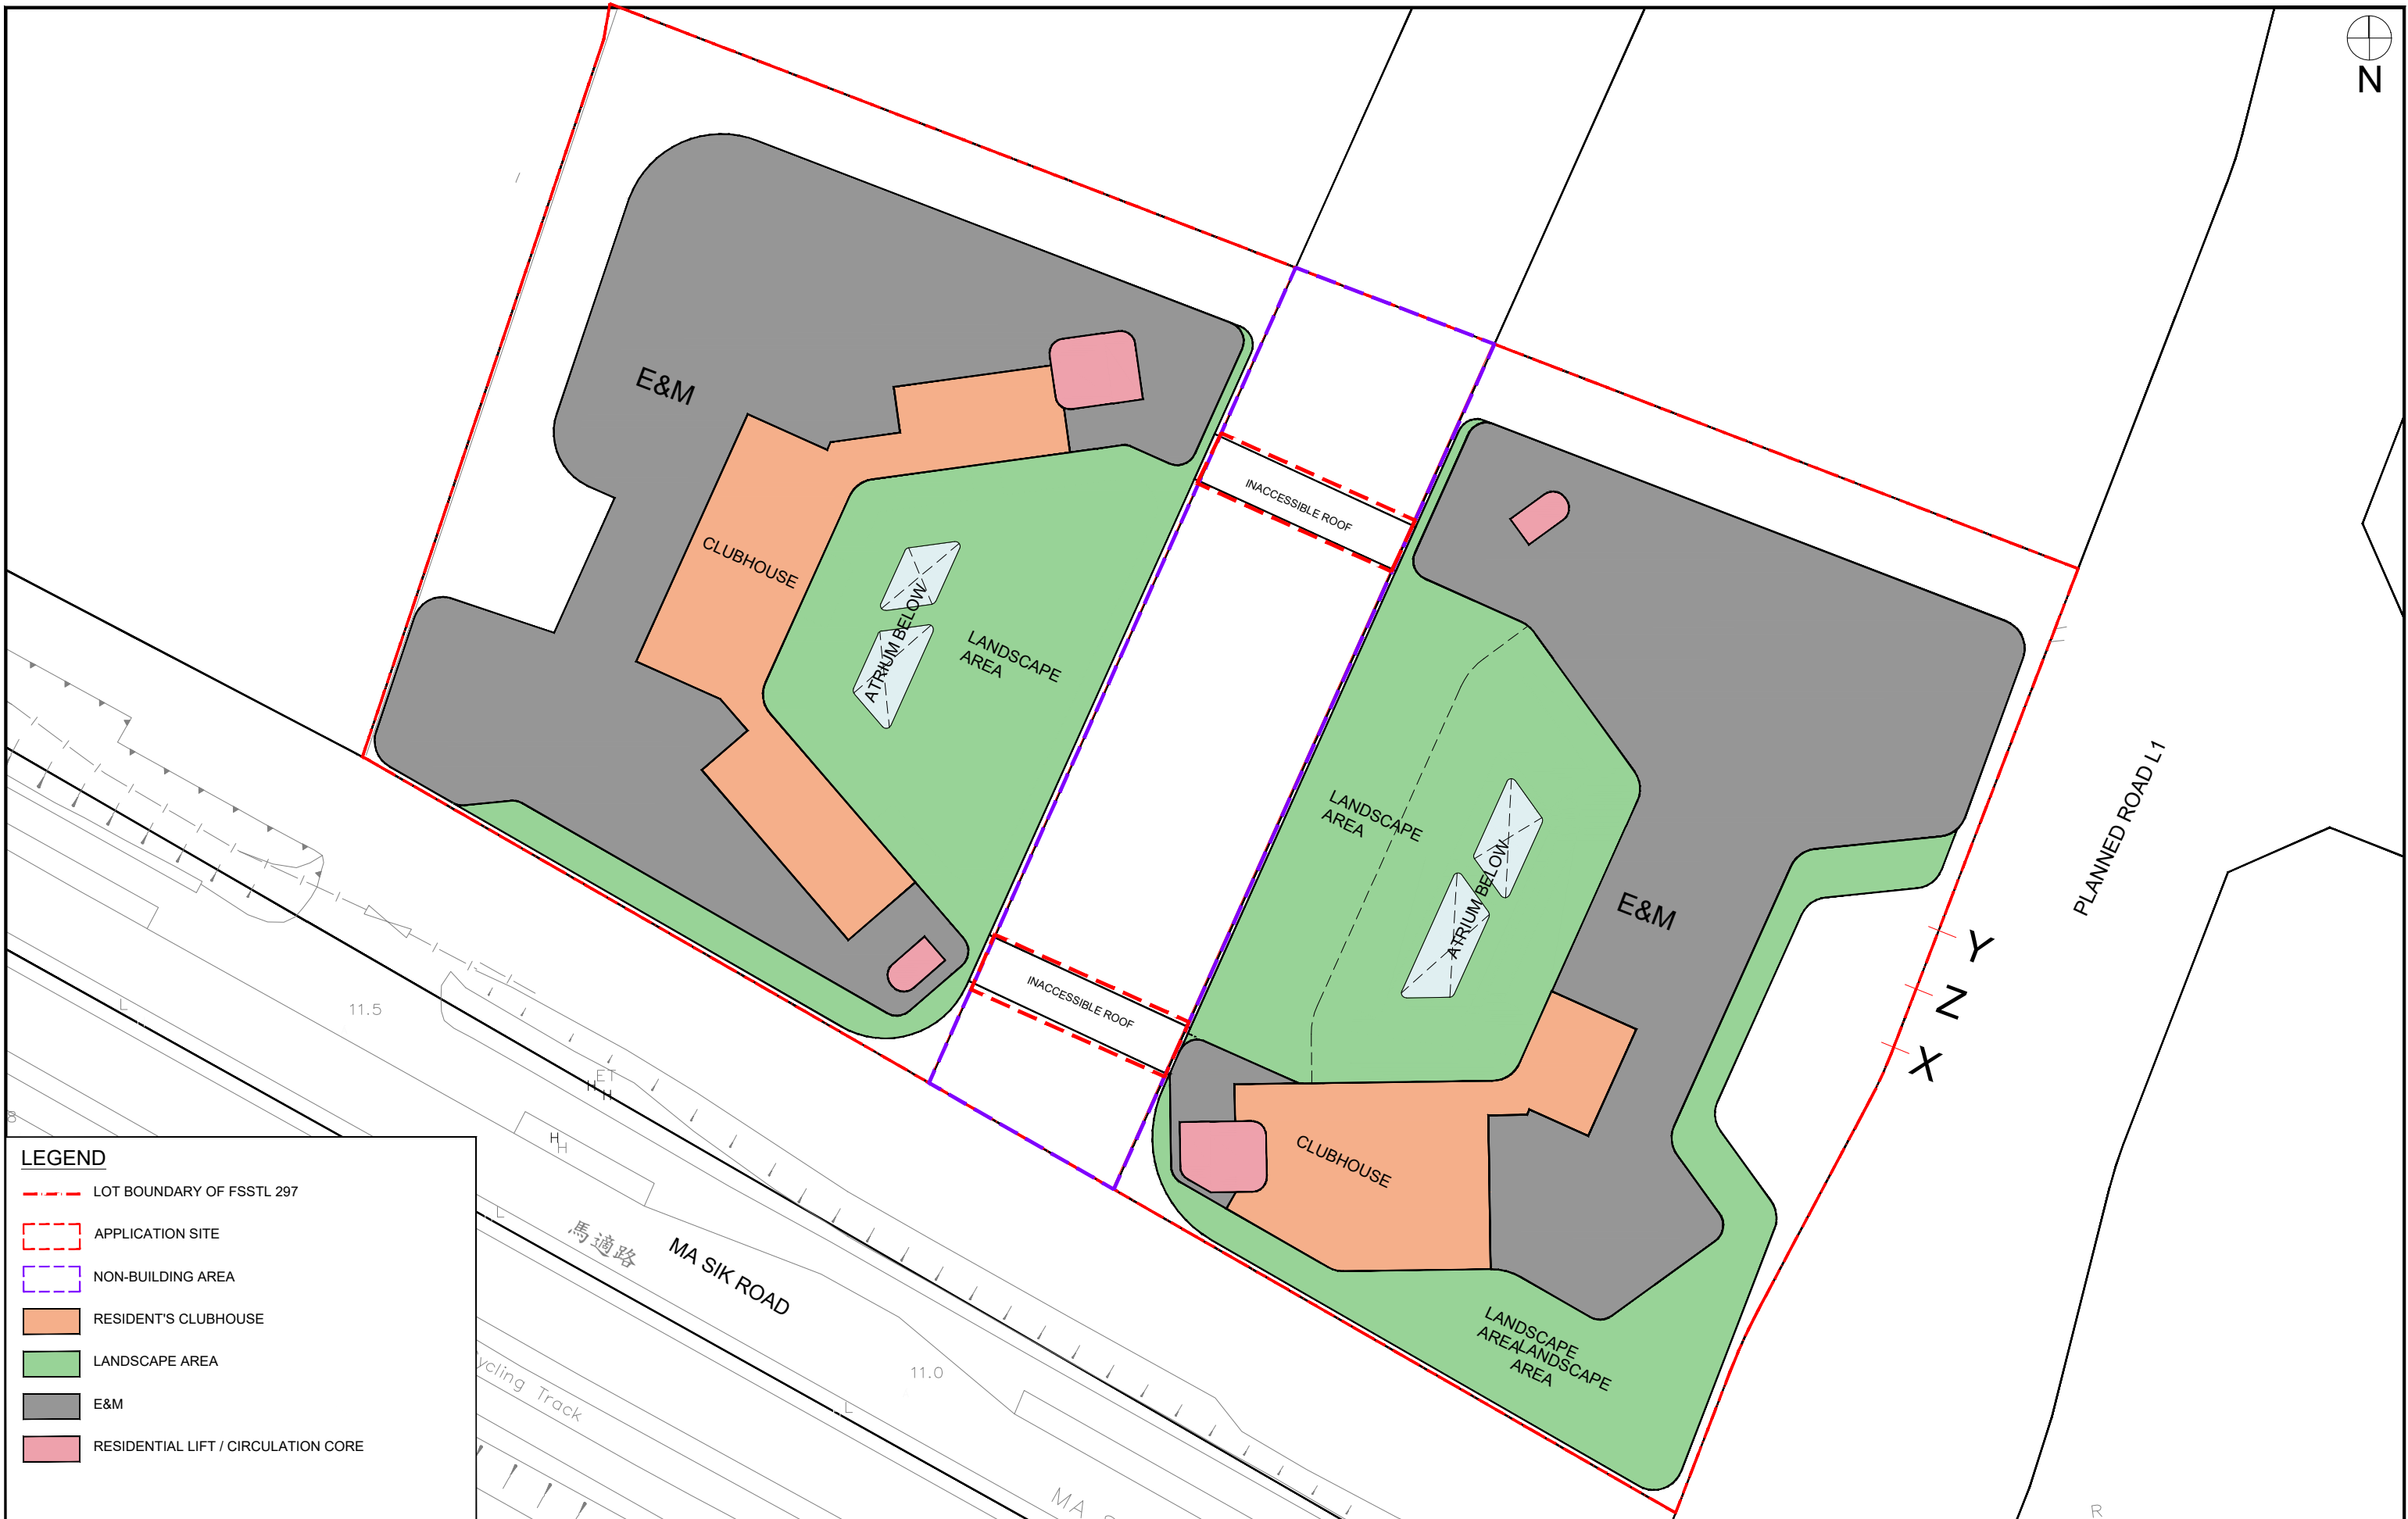 N
E&M
INACCESSIBLE ROOF
CLUBHOUSE
ATRIUM BELOW
LANDSCAPE
AREA
LANDSCAPE
AREA
PLANNED ROAD L1
ATRIUM BELOW
E&M
Y
Z
X
INACCESSIBLE ROOF
L
11.5
ET
H
H
H
H
CLUBHOUSE
LEGEND
LOT BOUNDARY OF FSSTL 297
APPLICATION SITE
NON-BUILDING AREA
RESIDENT'S CLUBHOUSE
LANDSCAPE AREA
E&M
RESIDENTIAL LIFT / CIRCULATION CORE
L
馬適路
MA SIK ROAD
LANDSCAPE
AREA
LANDSCAPE
AREA
11.0
ycling Track
L
MA
R